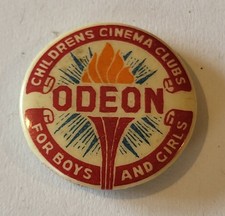 CHILDRENS CINEMA CLUBS
ODEON
FOR BOYS AND GIRLS